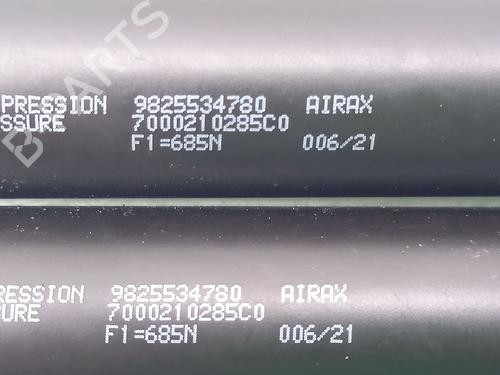 PRESSION 9825534780 AIRAX
SSURE 7000210285C0
F1=685N 006/21
RESSION 9825534780 AIRAX
SURE 7000210285C0
F1=685N 006/21